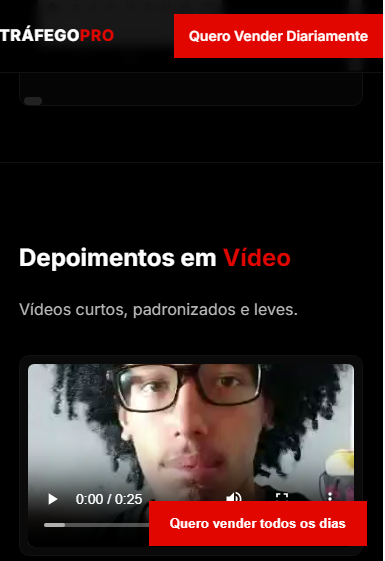 TRÁFEGOPRO
Quero Vender Diariamente
Depoimentos em Vídeo
Vídeos curtos, padronizados e leves.
0:00 / 0:25
Quero vender todos os dias